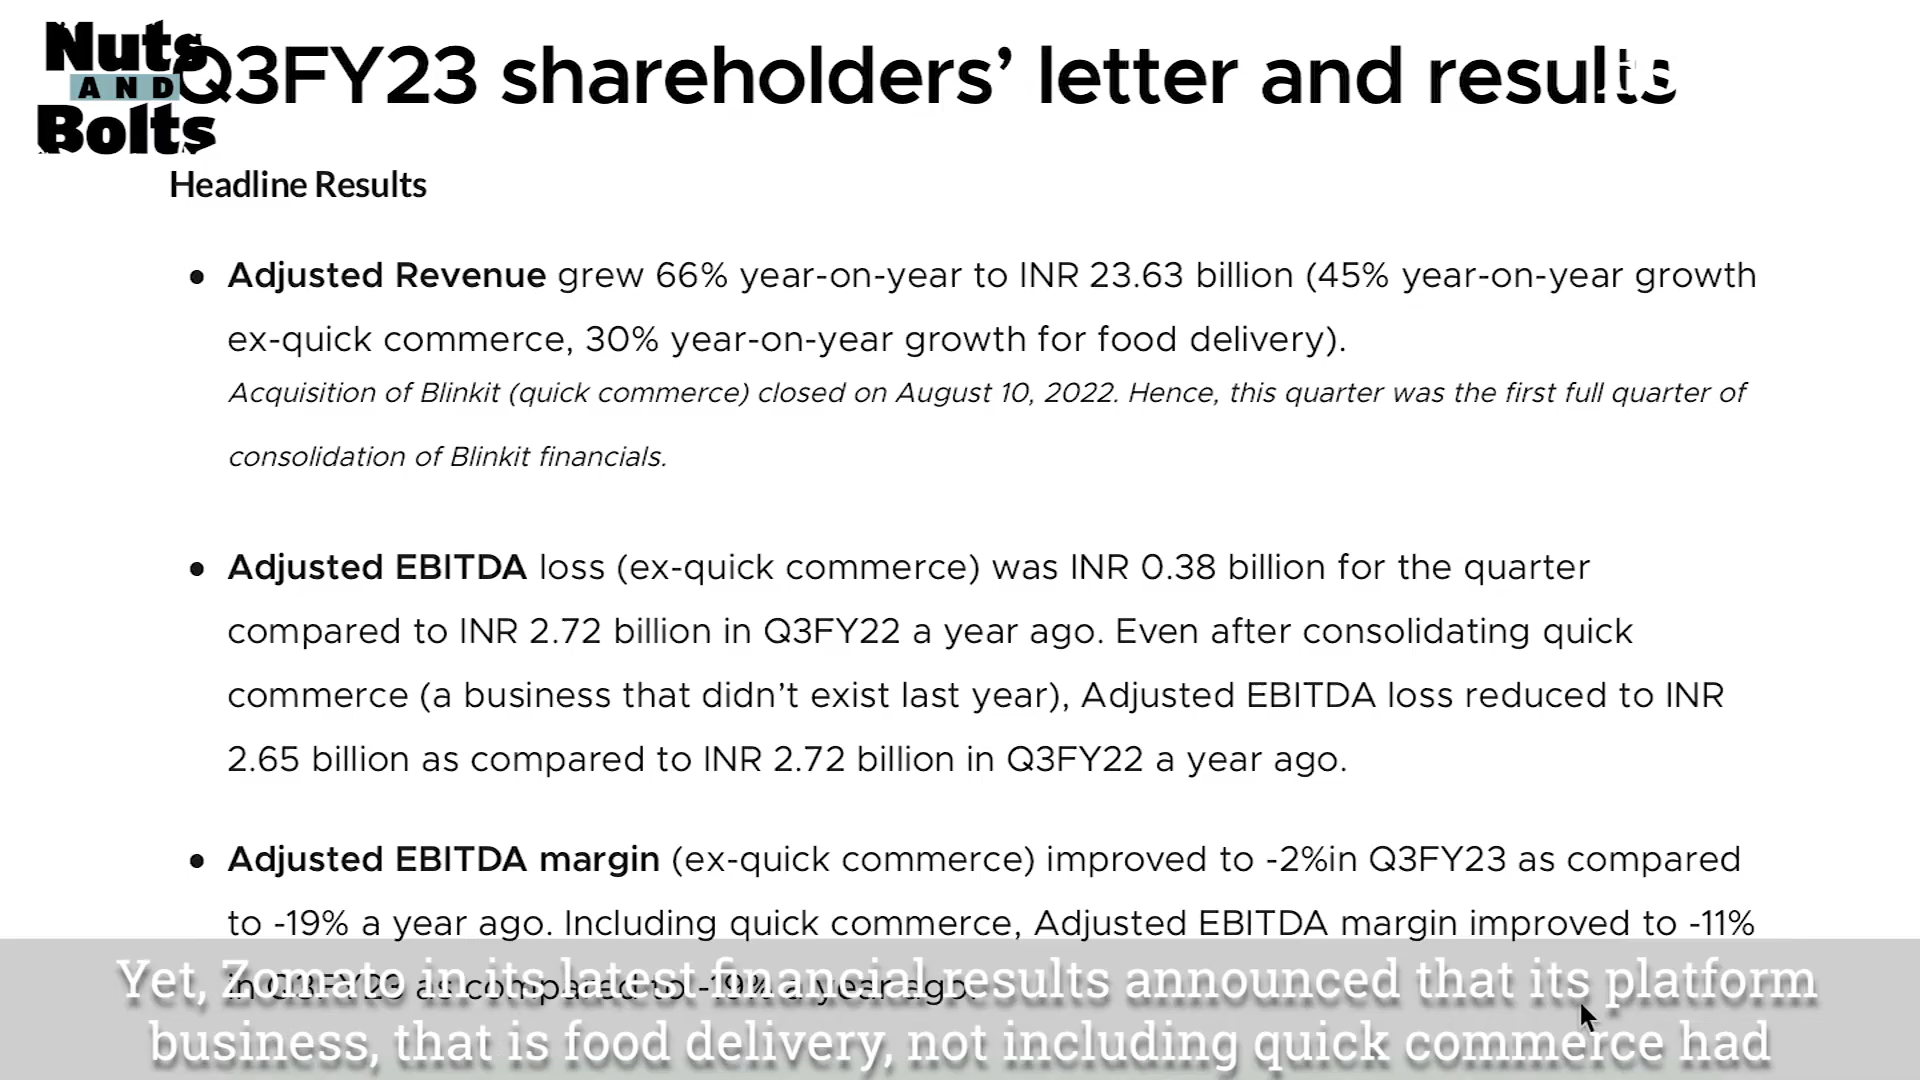 Nuts
AND
Bolts
Q3FY23 shareholders’ letter and results
Headline Results
● Adjusted Revenue grew 66% year-on-year to INR 23.63 billion (45% year-on-year growth
ex-quick commerce, 30% year-on-year growth for food delivery).
Acquisition of Blinkit (quick commerce) closed on August 10, 2022. Hence, this quarter was the first full quarter of
consolidation of Blinkit financials.
● Adjusted EBITDA loss (ex-quick commerce) was INR 0.38 billion for the quarter
compared to INR 2.72 billion in Q3FY22 a year ago. Even after consolidating quick
commerce (a business that didn’t exist last year), Adjusted EBITDA loss reduced to INR
2.65 billion as compared to INR 2.72 billion in Q3FY22 a year ago.
● Adjusted EBITDA margin (ex-quick commerce) improved to -2%in Q3FY23 as compared
to -19% a year ago. Including quick commerce, Adjusted EBITDA margin improved to -11%
in Q3FY23 as compared to -19% a year ago.
Yet, Zomato in its latest financial results announced that its platform
business, that is food delivery, not including quick commerce had